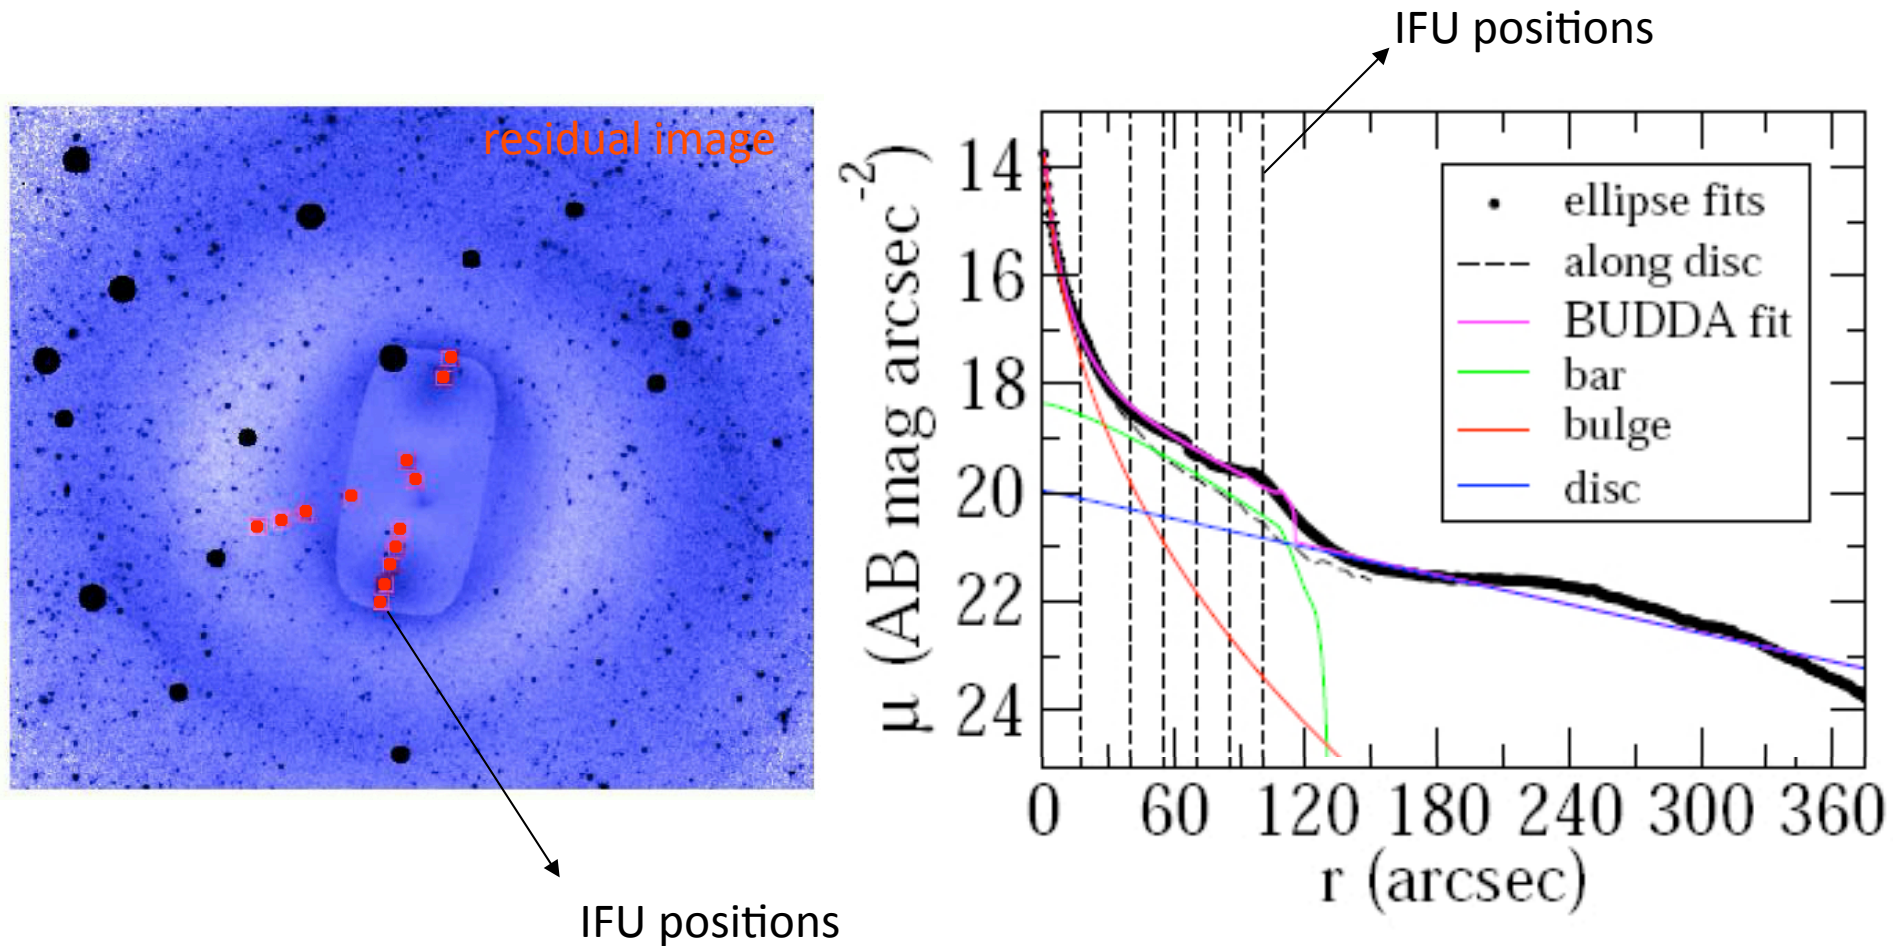 IFU positions
residual image
μ (AB mag arcsec⁻²)
14
16
18
20
22
24
ellipse fits
along disc
BUDDA fit
bar
bulge
disc
0 60 120 180 240 300 360
r (arcsec)
IFU positions